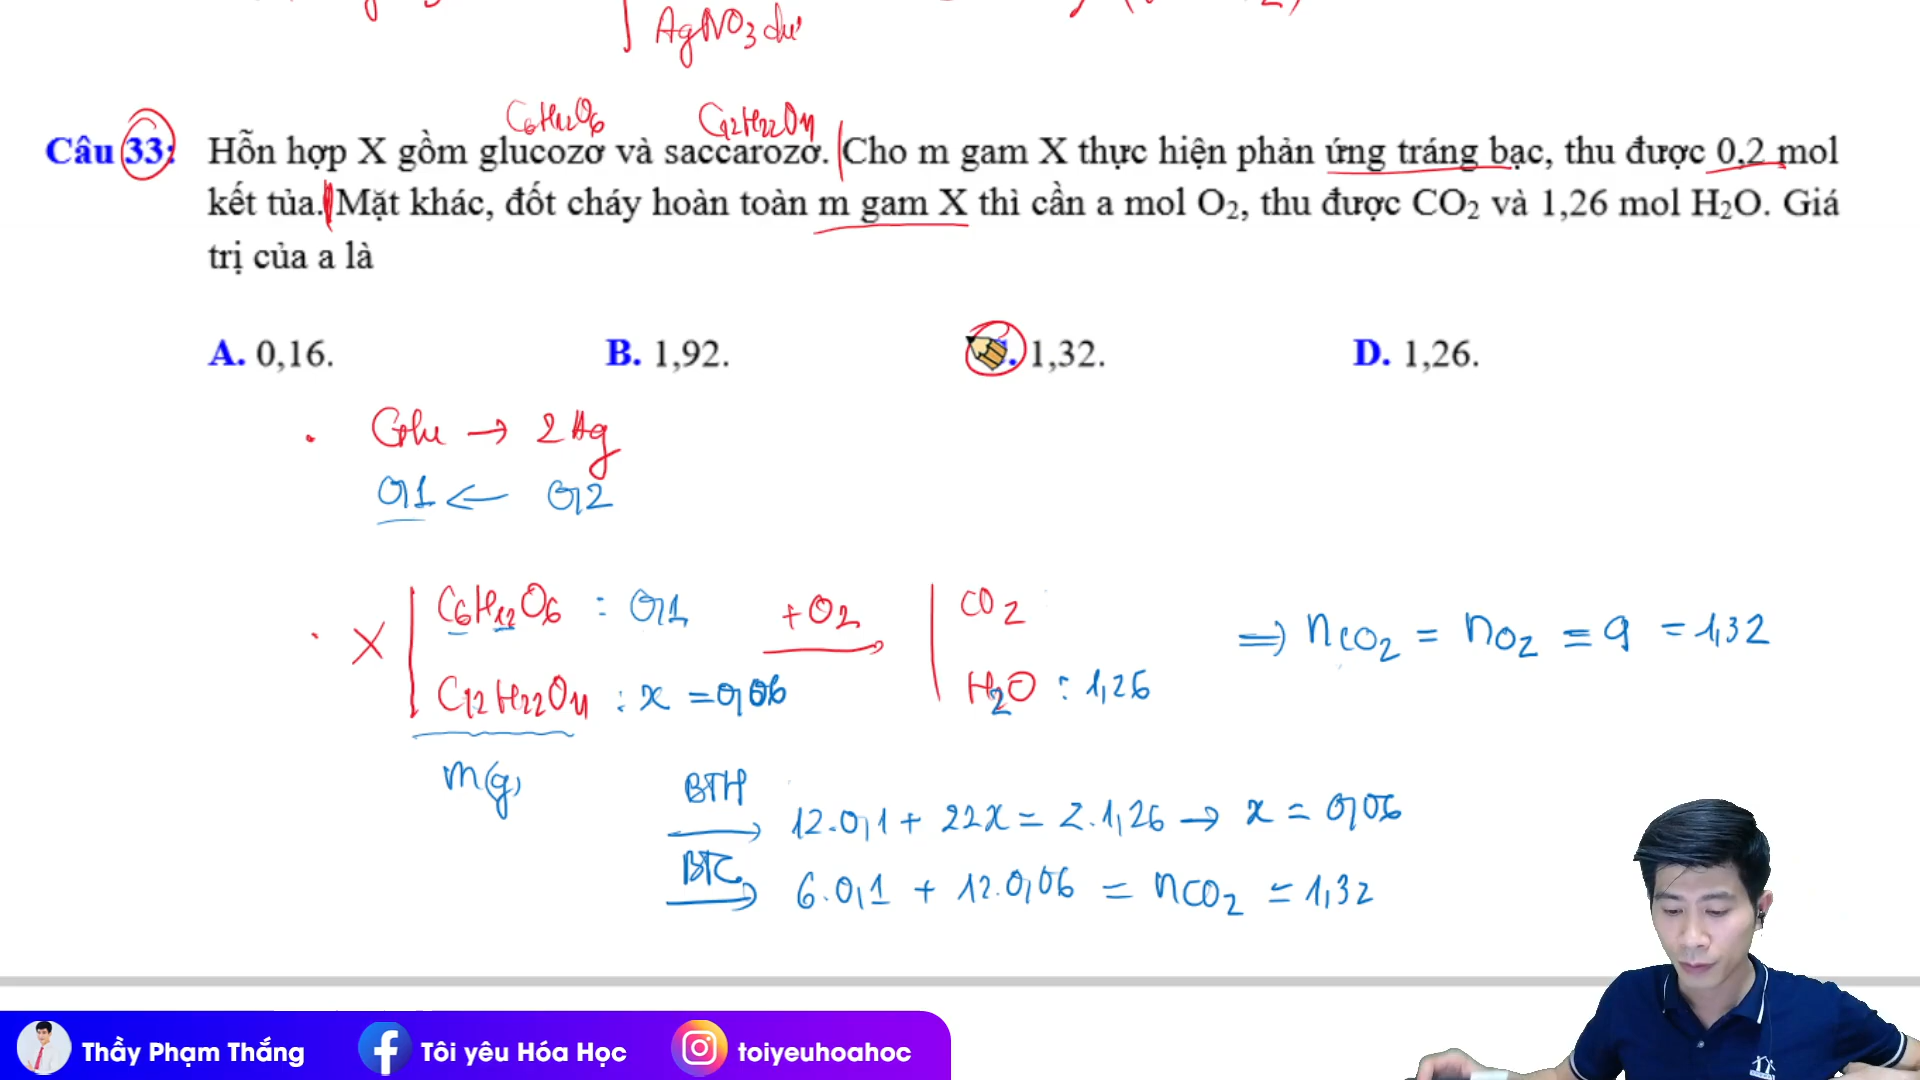 AgNO3 dư
C6H12O6 C12H22O11
Câu 33: Hỗn hợp X gồm glucozơ và saccarozơ. Cho m gam X thực hiện phản ứng tráng bạc, thu được 0,2 mol
kết tủa. Mặt khác, đốt cháy hoàn toàn m gam X thì cần a mol O2, thu được CO2 và 1,26 mol H2O. Giá
trị của a là
A. 0,16. B. 1,92. 1,32. D. 1,26.
Glu → 2Ag
0,1 ← 0,2
C6H12O6 : 0,1 +O2 CO2
X ⇒ nCO2 = nO2 = a = 1,32
C12H22O11 : x = 0,06 H2O : 1,26
m(g)
BTH 12.0,1 + 22x = 2.1,26 → x = 0,06
BTC 6.0,1 + 12.0,06 = nCO2 = 1,32
Thầy Phạm Thắng Tôi yêu Hóa Học toiyeuhoahoc